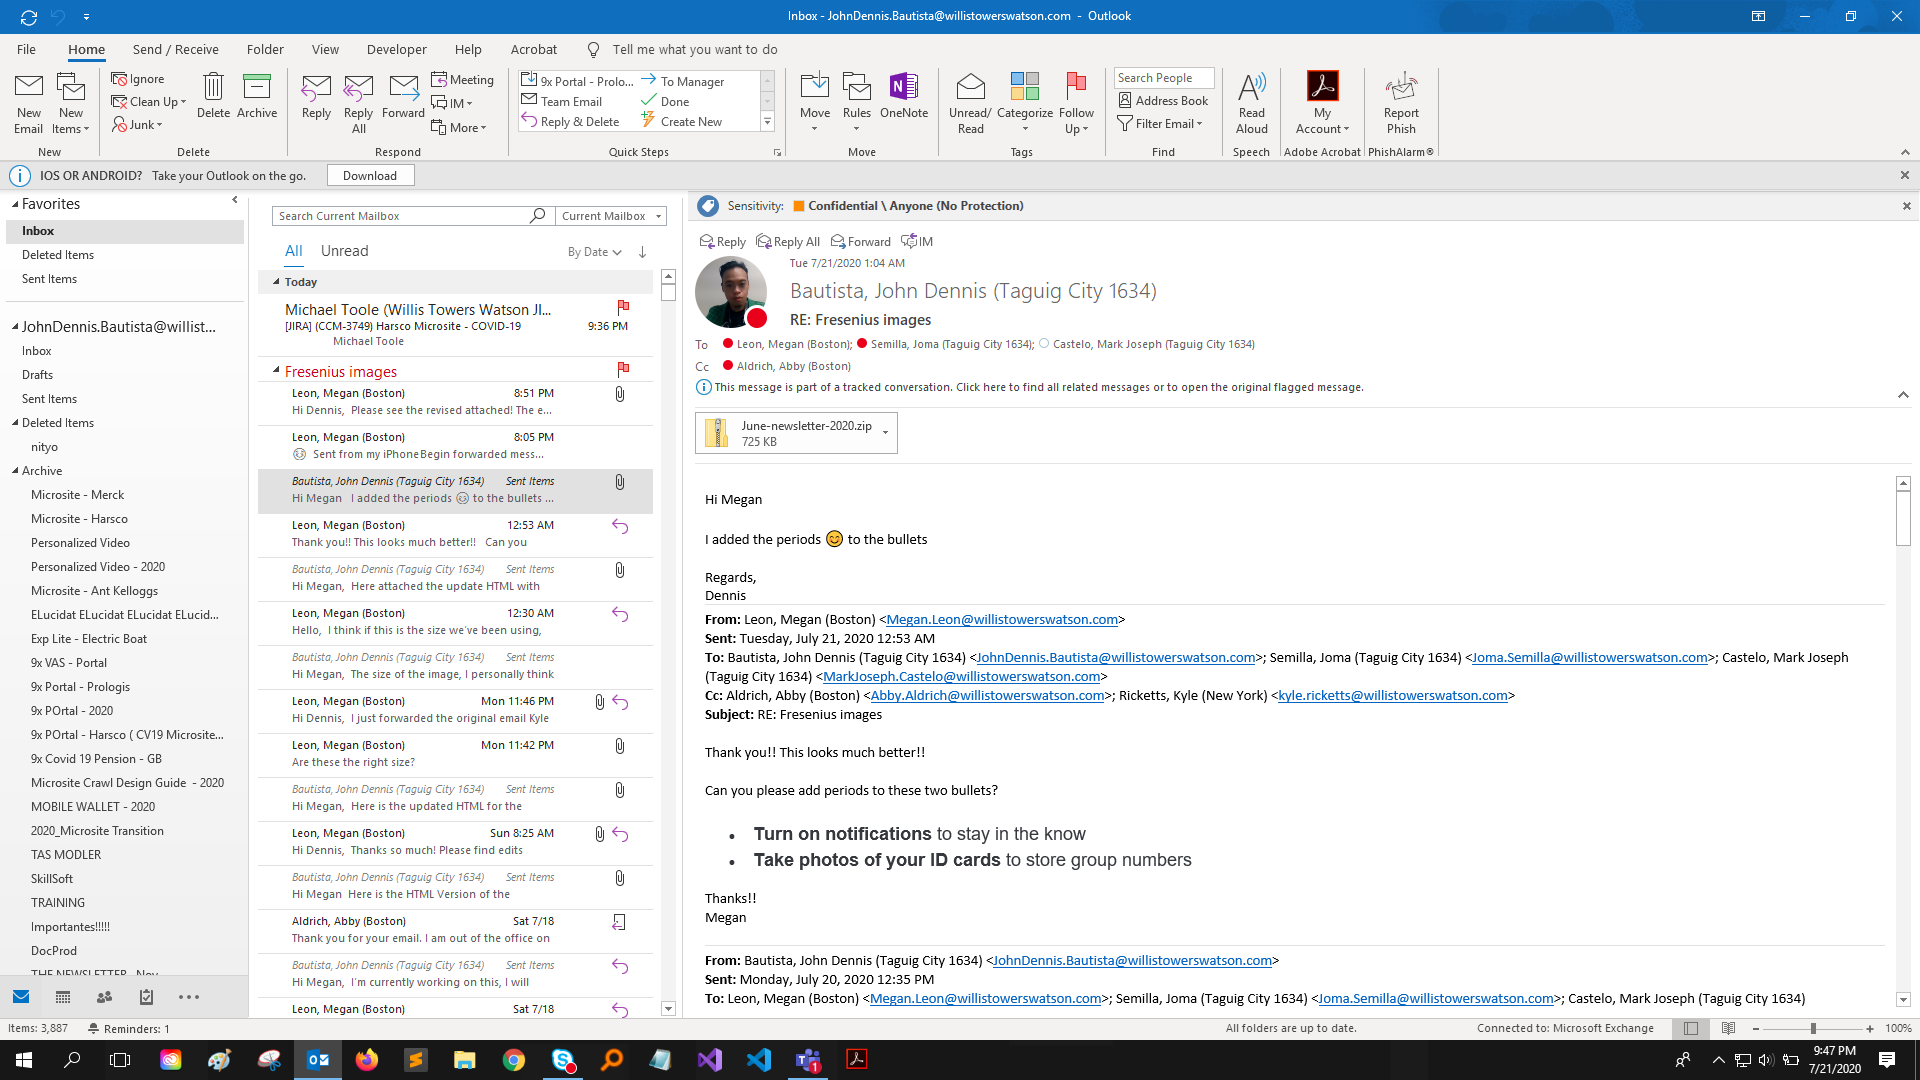 Inbox - JohnDennis.Bautista@willistowerswatson.com - Outlook
File Home Send / Receive Folder View Developer Help Acrobat Tell me what you want to do
New Email
New Items
New
Ignore
Clean Up
Junk
Delete
Archive
Delete
Reply
Reply All
Forward
Meeting
IM
More
Respond
9x Portal - Prolo...
Team Email
Reply & Delete
To Manager
Done
Create New
Quick Steps
Move
Rules
OneNote
Move
Unread/ Read
Categorize
Follow Up
Tags
Search People
Address Book
Filter Email
Find
Read Aloud
Speech
My Account
Adobe Acrobat
Report Phish
PhishAlarm®
IOS OR ANDROID? Take your Outlook on the go. Download
Favorites
Inbox
Deleted Items
Sent Items
JohnDennis.Bautista@willist...
Inbox
Drafts
Sent Items
Deleted Items
nityo
Archive
Microsite - Merck
Microsite - Harsco
Personalized Video
Personalized Video - 2020
Microsite - Ant Kelloggs
ELucidat ELucidat ELucidat ELucid...
Exp Lite - Electric Boat
9x VAS - Portal
9x Portal - Prologis
9x POrtal - 2020
9x POrtal - Harsco ( CV19 Microsite...
9x Covid 19 Pension - GB
Microsite Crawl Design Guide - 2020
MOBILE WALLET - 2020
2020_Microsite Transition
TAS MODLER
SkillSoft
TRAINING
Importantes!!!!!
DocProd
THE NEWSLETTER - Nov
Search Current Mailbox Current Mailbox
All Unread By Date
Today
Michael Toole (Willis Towers Watson JI...
[JIRA] (CCM-3749) Harsco Microsite - COVID-19 9:36 PM
Michael Toole
Fresenius images
Leon, Megan (Boston) 8:51 PM
Hi Dennis, Please see the revised attached! The e...
Leon, Megan (Boston) 8:05 PM
Sent from my iPhoneBegin forwarded mess...
Bautista, John Dennis (Taguig City 1634) Sent Items
Hi Megan I added the periods 😊 to the bullets ...
Leon, Megan (Boston) 12:53 AM
Thank you!! This looks much better!! Can you
Bautista, John Dennis (Taguig City 1634) Sent Items
Hi Megan, Here attached the update HTML with
Leon, Megan (Boston) 12:30 AM
Hello, I think if this is the size we've been using,
Bautista, John Dennis (Taguig City 1634) Sent Items
Hi Megan, The size of the image, I personally think
Leon, Megan (Boston) Mon 11:46 PM
Hi Dennis, I just forwarded the original email Kyle
Leon, Megan (Boston) Mon 11:42 PM
Are these the right size?
Bautista, John Dennis (Taguig City 1634) Sent Items
Hi Megan, Here is the updated HTML for the
Leon, Megan (Boston) Sun 8:25 AM
Hi Dennis, Thanks so much! Please find edits
Bautista, John Dennis (Taguig City 1634) Sent Items
Hi Megan Here is the HTML Version of the
Aldrich, Abby (Boston) Sat 7/18
Thank you for your email. I am out of the office on
Bautista, John Dennis (Taguig City 1634) Sent Items
Hi Megan, I'm currently working on this, I will
Leon, Megan (Boston) Sat 7/18
Sensitivity: Confidential \ Anyone (No Protection)
Reply Reply All Forward IM
Tue 7/21/2020 1:04 AM
Bautista, John Dennis (Taguig City 1634)
RE: Fresenius images
To Leon, Megan (Boston); Semilla, Joma (Taguig City 1634); Castelo, Mark Joseph (Taguig City 1634)
Cc Aldrich, Abby (Boston)
This message is part of a tracked conversation. Click here to find all related messages or to open the original flagged message.
June-newsletter-2020.zip
725 KB
Hi Megan
I added the periods 😊 to the bullets
Regards,
Dennis
From: Leon, Megan (Boston) <Megan.Leon@willistowerswatson.com>
Sent: Tuesday, July 21, 2020 12:53 AM
To: Bautista, John Dennis (Taguig City 1634) <JohnDennis.Bautista@willistowerswatson.com>; Semilla, Joma (Taguig City 1634) <Joma.Semilla@willistowerswatson.com>; Castelo, Mark Joseph
(Taguig City 1634) <MarkJoseph.Castelo@willistowerswatson.com>
Cc: Aldrich, Abby (Boston) <Abby.Aldrich@willistowerswatson.com>; Ricketts, Kyle (New York) <kyle.ricketts@willistowerswatson.com>
Subject: RE: Fresenius images
Thank you!! This looks much better!!
Can you please add periods to these two bullets?
• Turn on notifications to stay in the know
• Take photos of your ID cards to store group numbers
Thanks!!
Megan
From: Bautista, John Dennis (Taguig City 1634) <JohnDennis.Bautista@willistowerswatson.com>
Sent: Monday, July 20, 2020 12:35 PM
To: Leon, Megan (Boston) <Megan.Leon@willistowerswatson.com>; Semilla, Joma (Taguig City 1634) <Joma.Semilla@willistowerswatson.com>; Castelo, Mark Joseph (Taguig City 1634)
Items: 3,887 Reminders: 1 All folders are up to date. Connected to: Microsoft Exchange 100%
9:47 PM
7/21/2020